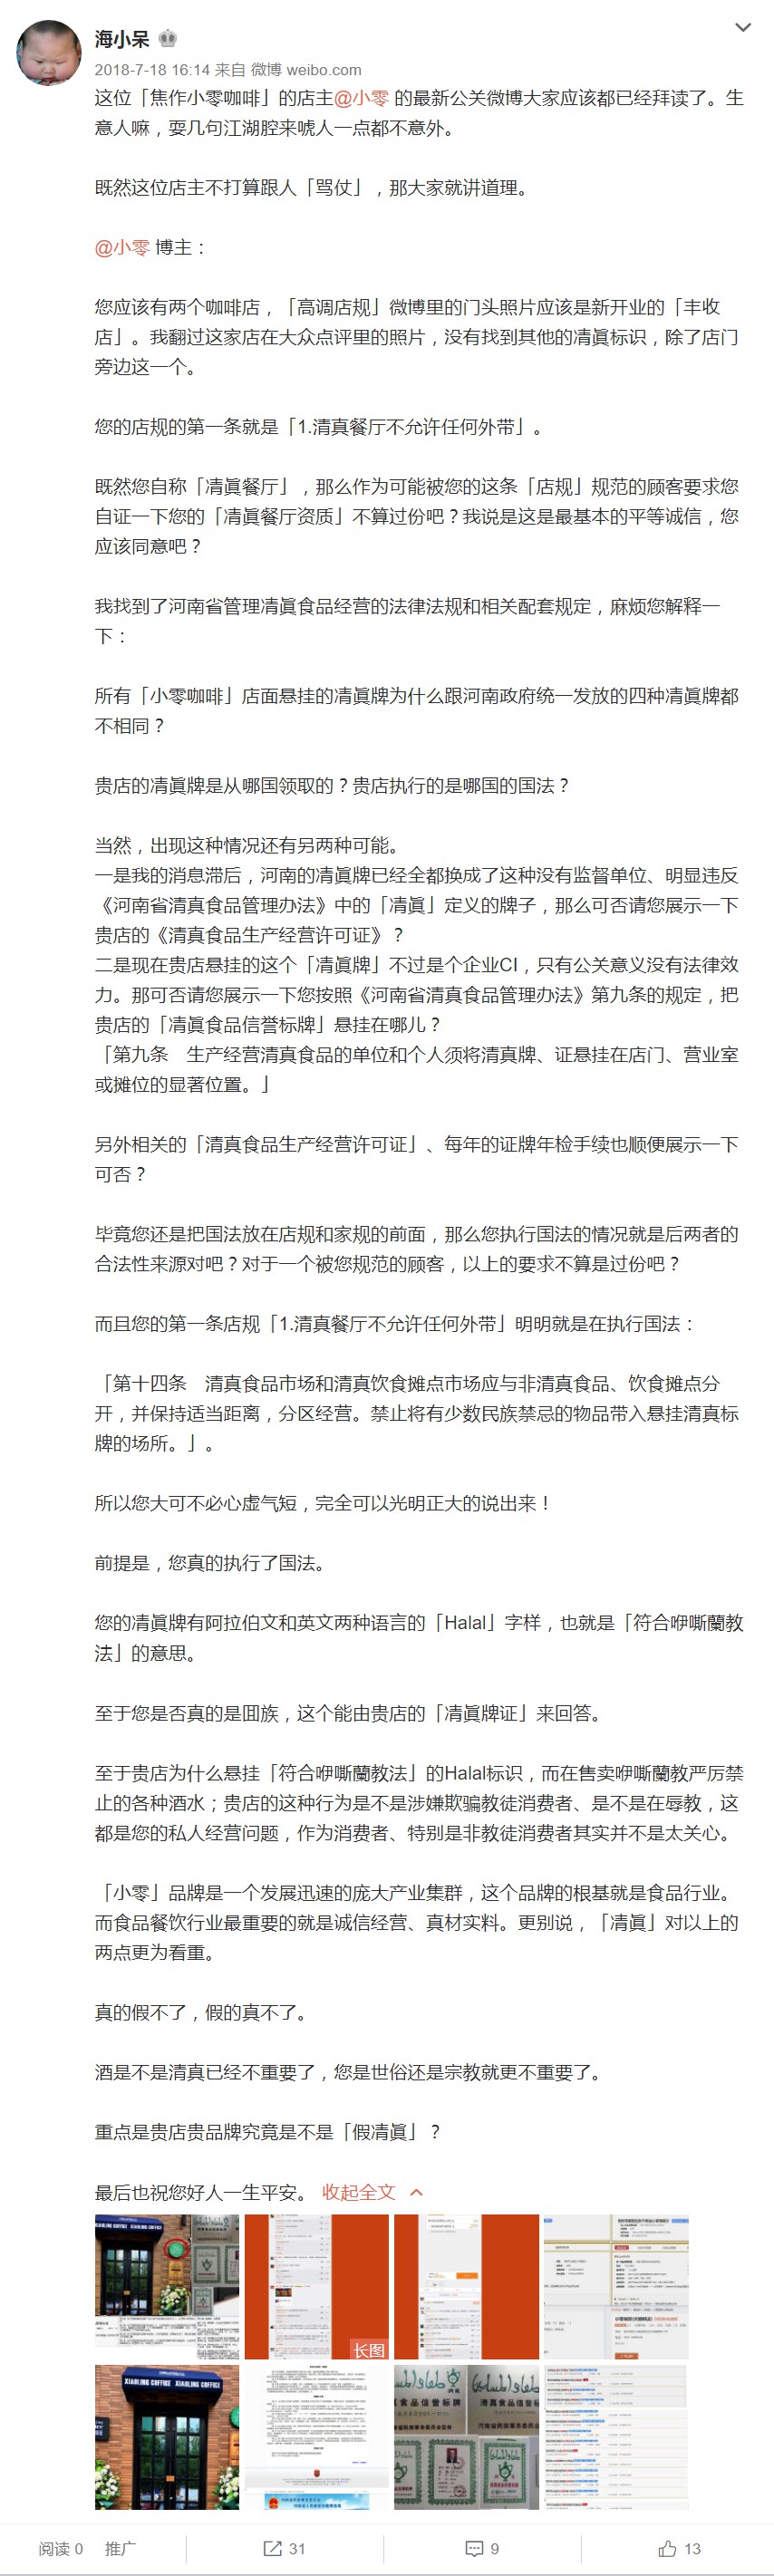 海小呆
2018-7-18 16:14 来自 微博 weibo.com
这位「焦作小零咖啡」的店主@小零 的最新公关微博大家应该都已经拜读了。生
意人嘛，耍几句江湖腔来唬人一点都不意外。
既然这位店主不打算跟人「骂仗」，那大家就讲道理。
@小零 博主：
您应该有两个咖啡店，「高调店规」微博里的门头照片应该是新开业的「丰收
店」。我翻过这家店在大众点评里的照片，没有找到其他的凊眞标识，除了店门
旁边这一个。
您的店规的第一条就是「1.清真餐厅不允许任何外带」。
既然您自称「凊眞餐厅」，那么作为可能被您的这条「店规」规范的顾客要求您
自证一下您的「凊眞餐厅资质」不算过份吧？我说是这是最基本的平等诚信，您
应该同意吧？
我找到了河南省管理凊眞食品经营的法律法规和相关配套规定，麻烦您解释一
下：
所有「小零咖啡」店面悬挂的凊眞牌为什么跟河南政府统一发放的四种凊眞牌都
不相同？
贵店的凊眞牌是从哪国领取的？贵店执行的是哪国的国法？
当然，出现这种情况还有另两种可能。
一是我的消息滞后，河南的凊眞牌已经全都换成了这种没有监督单位、明显违反
《河南省清真食品管理办法》中的「凊眞」定义的牌子，那么可否请您展示一下
贵店的《清真食品生产经营许可证》？
二是现在贵店悬挂的这个「凊眞牌」不过是个企业CI，只有公关意义没有法律效
力。那可否请您展示一下您按照《河南省清真食品管理办法》第九条的规定，把
贵店的「凊眞食品信誉标牌」悬挂在哪儿？
「第九条　生产经营清真食品的单位和个人须将清真牌、证悬挂在店门、营业室
或摊位的显著位置。」
另外相关的「清真食品生产经营许可证」、每年的证牌年检手续也顺便展示一下
可否？
毕竟您还是把国法放在店规和家规的前面，那么您执行国法的情况就是后两者的
合法性来源对吧？对于一个被您规范的顾客，以上的要求不算是过份吧？
而且您的第一条店规「1.清真餐厅不允许任何外带」明明就是在执行国法：
「第十四条　清真食品市场和清真饮食摊点市场应与非清真食品、饮食摊点分
开，并保持适当距离，分区经营。禁止将有少数民族禁忌的物品带入悬挂清真标
牌的场所。」。
所以您大可不必心虚气短，完全可以光明正大的说出来！
前提是，您真的执行了国法。
您的凊眞牌有阿拉伯文和英文两种语言的「Halal」字样，也就是「符合咿嘶蘭教
法」的意思。
至于您是否真的是囬族，这个能由贵店的「凊眞牌证」来回答。
至于贵店为什么悬挂「符合咿嘶蘭教法」的Halal标识，而在售卖咿嘶蘭教严厉禁
止的各种酒水；贵店的这种行为是不是涉嫌欺骗教徒消费者、是不是在辱教，这
都是您的私人经营问题，作为消费者、特别是非教徒消费者其实并不是太关心。
「小零」品牌是一个发展迅速的庞大产业集群，这个品牌的根基就是食品行业。
而食品餐饮行业最重要的就是诚信经营、真材实料。更别说，「凊眞」对以上的
两点更为看重。
真的假不了，假的真不了。
酒是不是清真已经不重要了，您是世俗还是宗教就更不重要了。
重点是贵店贵品牌究竟是不是「假凊眞」？
最后也祝您好人一生平安。 收起全文
XIAOLING COFFICE
长图
XIAOLING COFFICE
阅读 0 推广 31 9 13